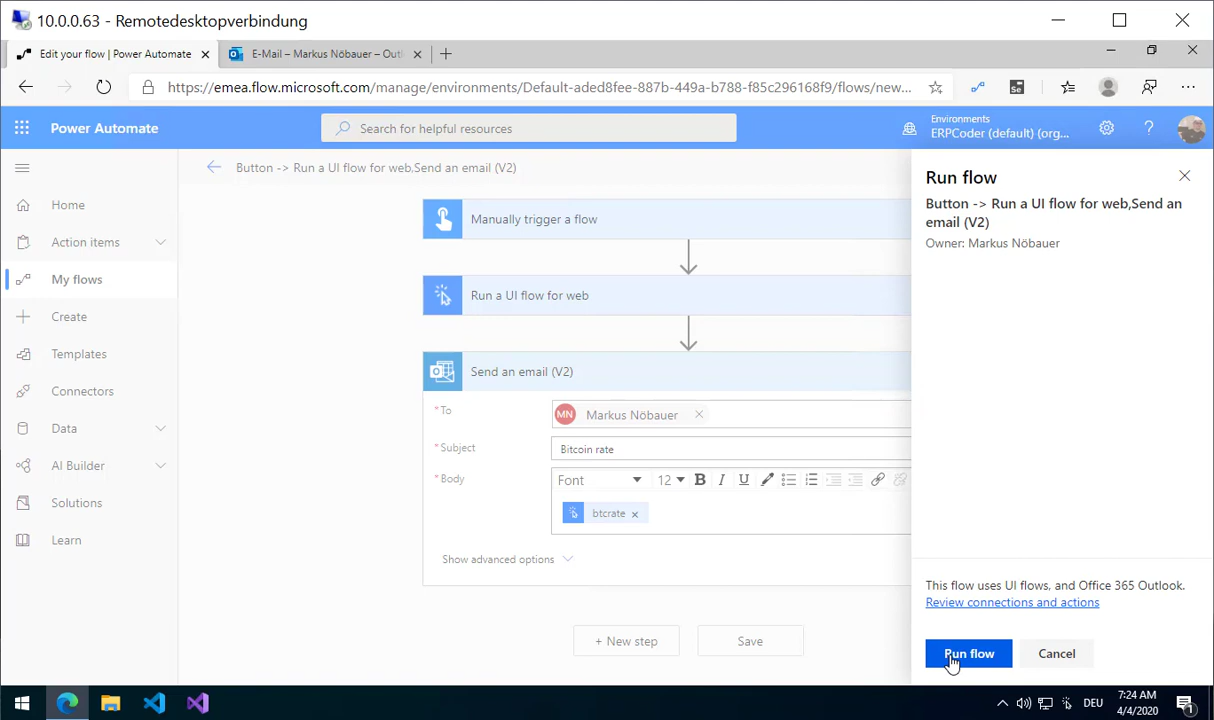 10.0.0.63 - Remotedesktopverbindung
Edit your flow | Power Automate
E-Mail – Markus Nöbauer – Outl
https://emea.flow.microsoft.com/manage/environments/Default-aded8fee-887b-449a-b788-f85c296168f9/flows/new...
Se
Power Automate
Search for helpful resources
Environments
ERPCoder (default) (org...
?
Home
Action items
My flows
Create
Templates
Connectors
Data
AI Builder
Solutions
Learn
Button -> Run a UI flow for web,Send an email (V2)
Manually trigger a flow
Run a UI flow for web
Send an email (V2)
* To
MN Markus Nöbauer
* Subject
Bitcoin rate
* Body
Font 12 B I U
btcrate
Show advanced options
+ New step
Save
Run flow
Button -> Run a UI flow for web,Send an
email (V2)
Owner: Markus Nöbauer
This flow uses UI flows, and Office 365 Outlook.
Review connections and actions
Run flow
Cancel
DEU
7:24 AM
4/4/2020
1